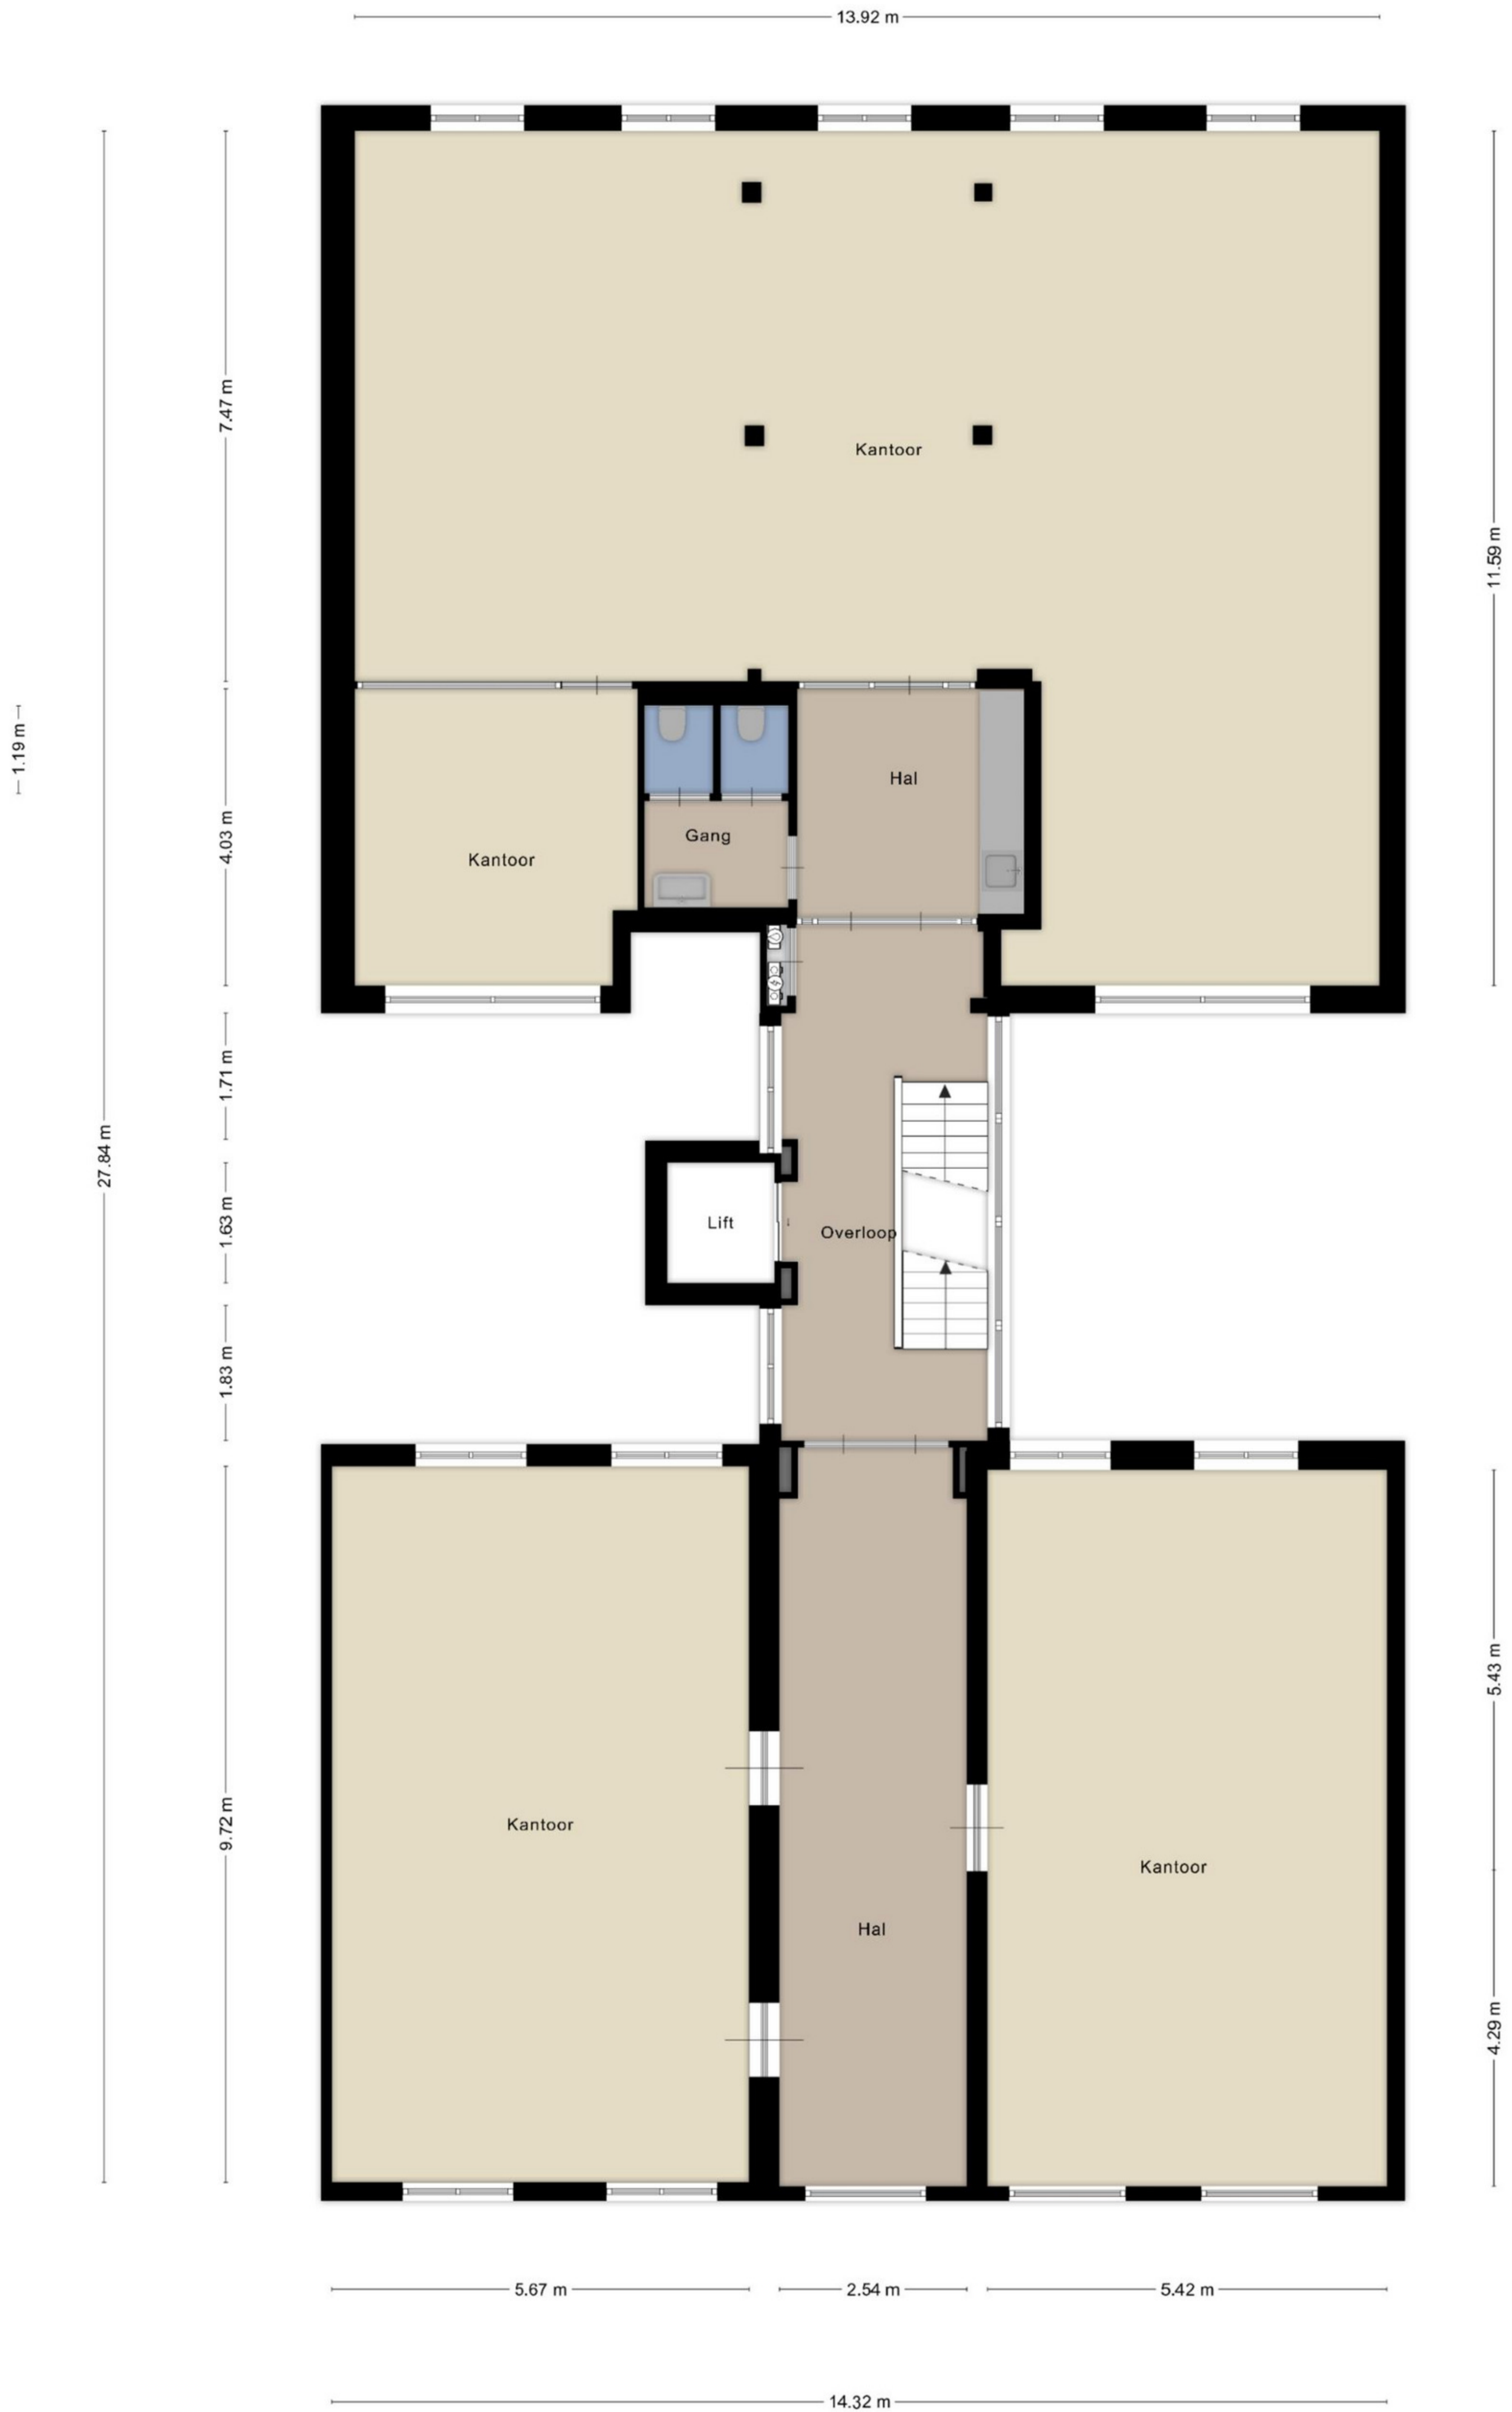 13.92 m
7.47 m
Kantoor
11.59 m
1.19 m
Hal
Gang
4.03 m
Kantoor
1.71 m
27.84 m
1.63 m
Lift
Overloop
1.83 m
5.43 m
9.72 m
Kantoor
Kantoor
Hal
4.29 m
5.67 m
2.54 m
5.42 m
14.32 m